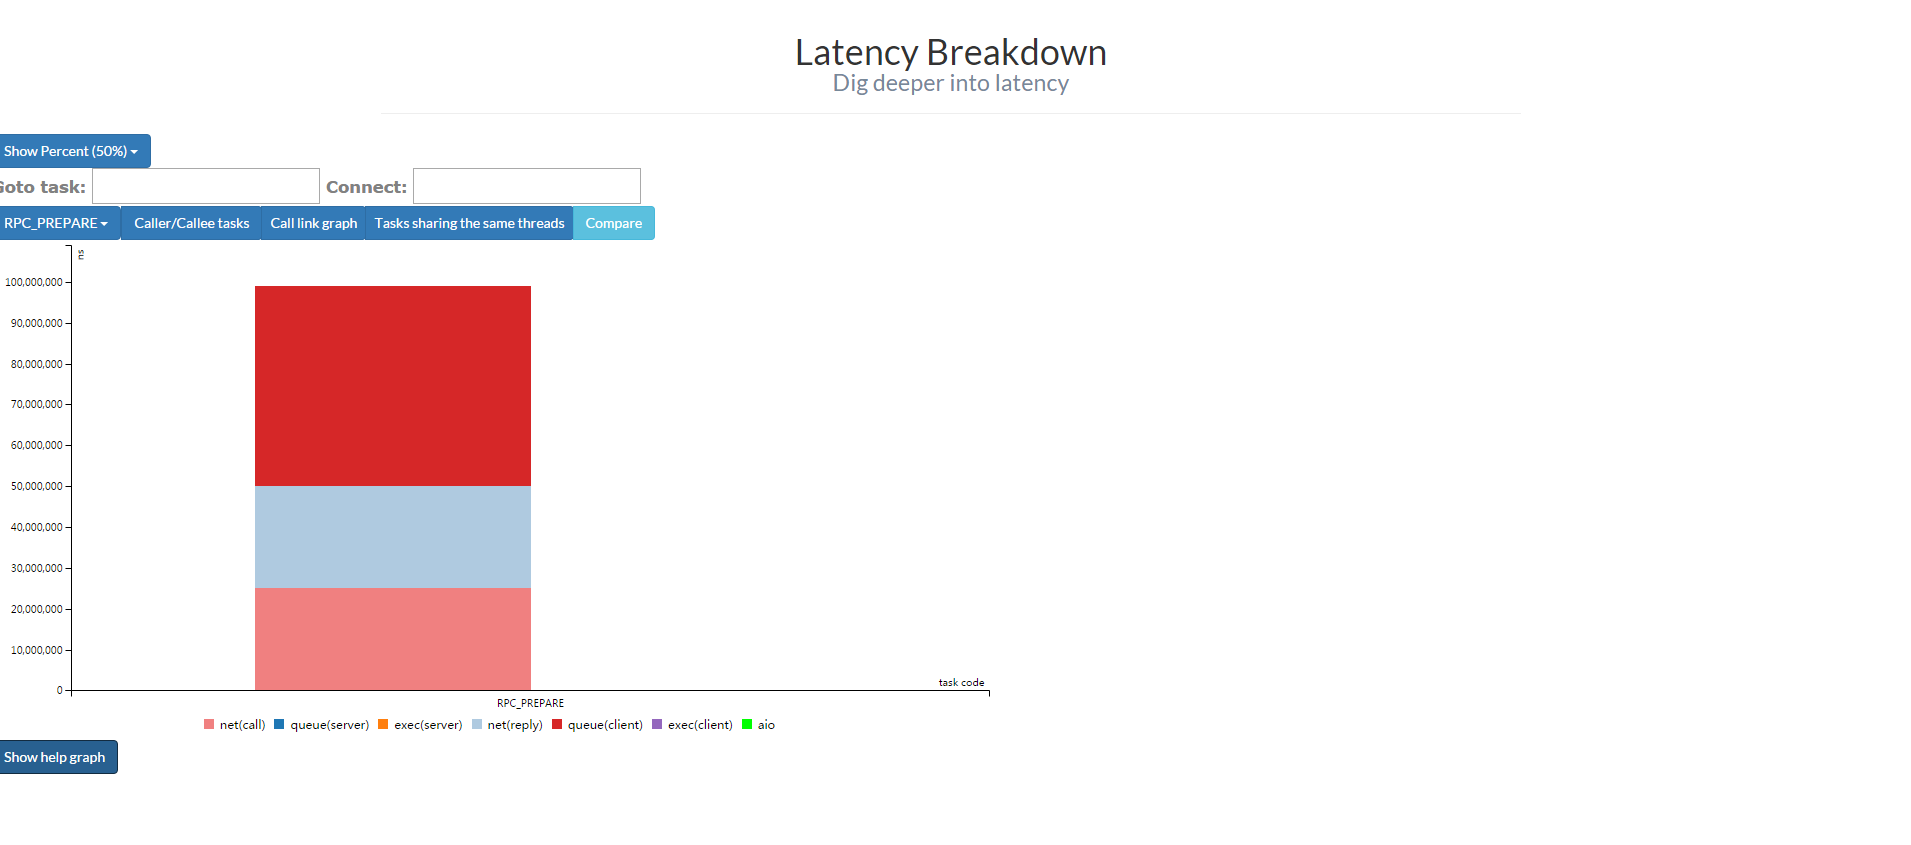 Latency Breakdown
Dig deeper into latency
Show Percent (50%)
Goto task: Connect:
RPC_PREPARE Caller/Callee tasks Call link graph Tasks sharing the same threads Compare
ns
100,000,000
90,000,000
80,000,000
70,000,000
60,000,000
50,000,000
40,000,000
30,000,000
20,000,000
10,000,000
0
task code
RPC_PREPARE
net(call) queue(server) exec(server) net(reply) queue(client) exec(client) aio
Show help graph